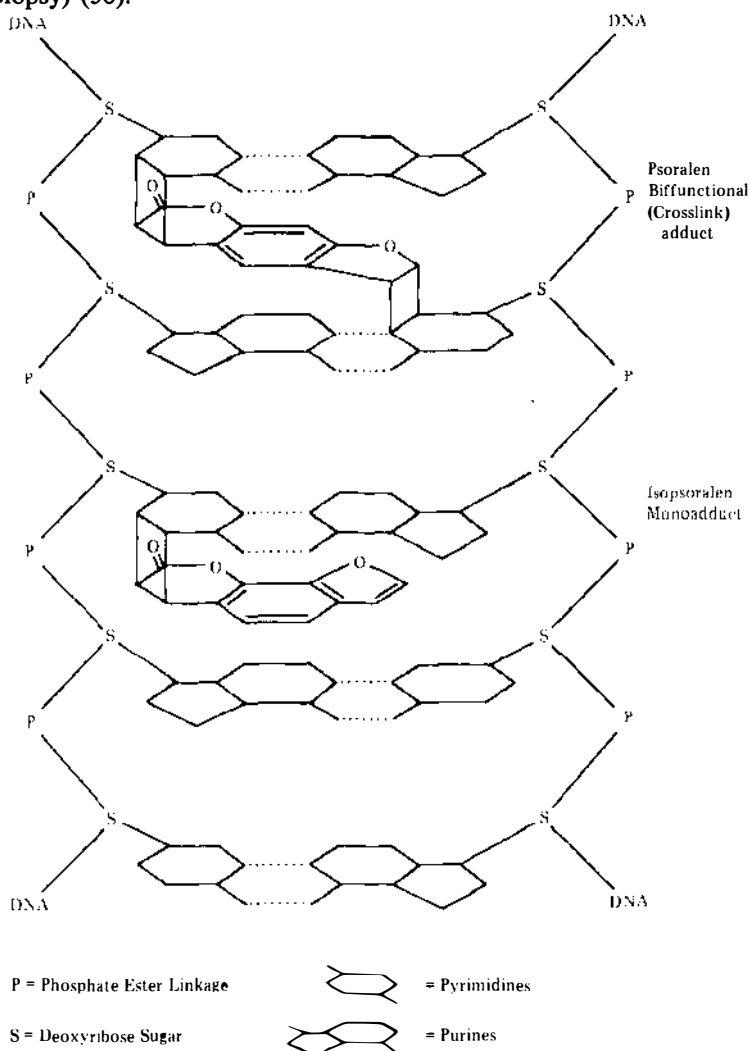 DNA
DNA
S
S
Psoralen
Biffunctional
(Crosslink)
adduct
O
O
P
P
O
S
S
P
P
S
S
Isopsoralen
Monoadduct
O
O
O
P
P
S
S
P
P
S
S
DNA
DNA
P = Phosphate Ester Linkage
= Pyrimidines
S = Deoxyribose Sugar
= Purines